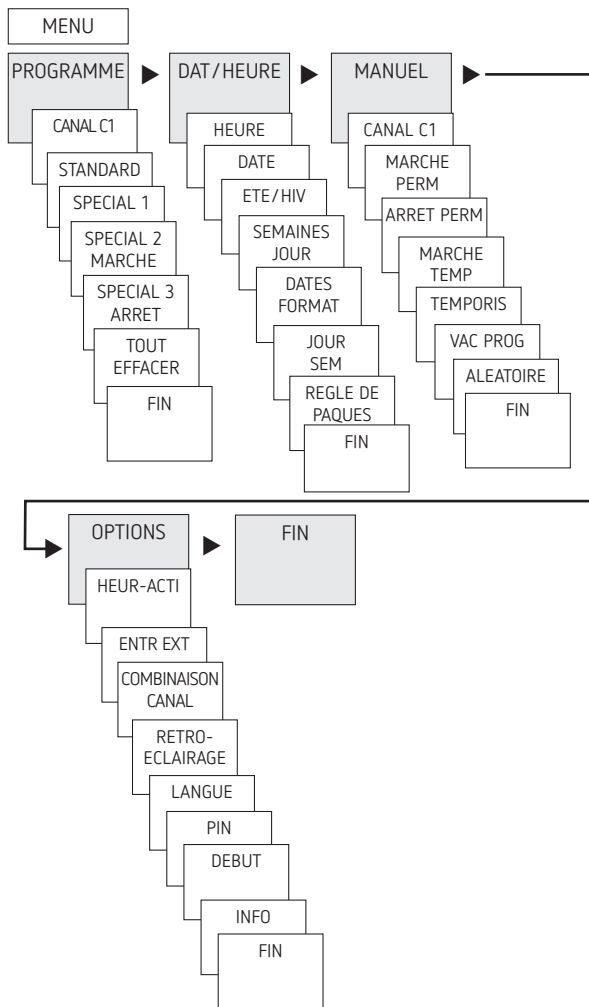 MENU
PROGRAMME
CANAL C1
STANDARD
SPECIAL 1
SPECIAL 2
MARCHE
SPECIAL 3
ARRET
TOUT
EFFACER
FIN
DAT/HEURE
HEURE
DATE
ETE/HIV
SEMAINES
JOUR
DATES
FORMAT
JOUR
SEM
REGLE DE
PAQUES
FIN
MANUEL
CANAL C1
MARCHE
PERM
ARRET PERM
MARCHE
TEMP
TEMPORIS
VAC PROG
ALEATOIRE
FIN
OPTIONS
HEUR-ACTI
ENTR EXT
COMBINAISON
CANAL
RETRO-
ECLAIRAGE
LANGUE
PIN
DEBUT
INFO
FIN
FIN